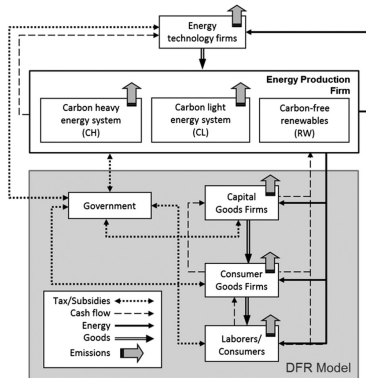 Energy
technology firms
Energy Production
Firm
Carbon heavy
energy system
(CH)
Carbon light
energy system
(CL)
Carbon-free
renewables
(RW)
Government
Capital
Goods Firms
Consumer
Goods Firms
Laborers/
Consumers
Tax/Subsidies
Cash flow
Energy
Goods
Emissions
DFR Model